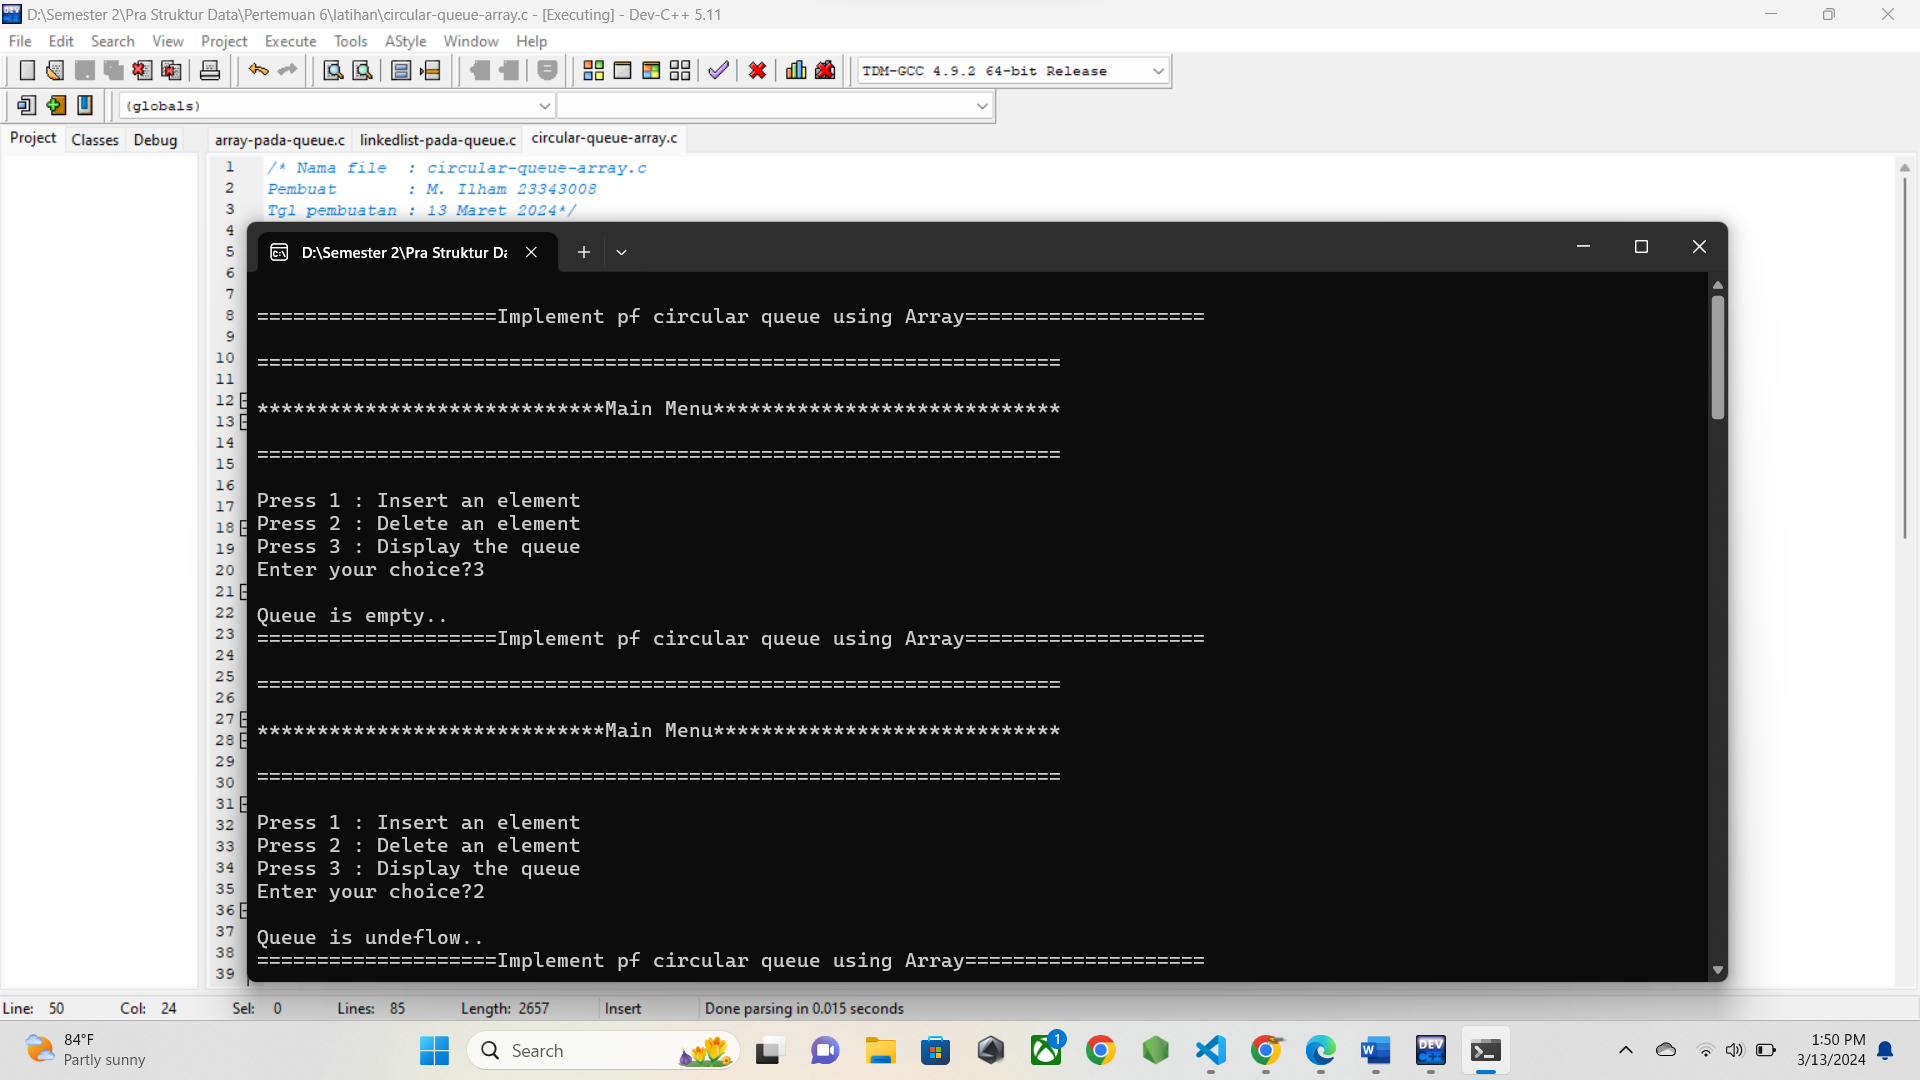 D:\Semester 2\Pra Struktur Data\Pertemuan 6\latihan\circular-queue-array.c - [Executing] - Dev-C++ 5.11
File Edit Search View Project Execute Tools AStyle Window Help
TDM-GCC 4.9.2 64-bit Release
(globals)
Project Classes Debug array-pada-queue.c linkedlist-pada-queue.c circular-queue-array.c
1 /* Nama file : circular-queue-array.c
2 Pembuat : M. Ilham 23343008
3 Tgl pembuatan : 13 Maret 2024*/
4
5
6
7
8
9
10
11
12
13
14
15
16
17
18
19
20
21
22
23
24
25
26
27
28
29
30
31
32
33
34
35
36
37
38
39
D:\Semester 2\Pra Struktur Da
====================Implement pf circular queue using Array====================
===================================================================
*****************************Main Menu*****************************
===================================================================
Press 1 : Insert an element
Press 2 : Delete an element
Press 3 : Display the queue
Enter your choice?3
Queue is empty..
====================Implement pf circular queue using Array====================
===================================================================
*****************************Main Menu*****************************
===================================================================
Press 1 : Insert an element
Press 2 : Delete an element
Press 3 : Display the queue
Enter your choice?2
Queue is undeflow..
====================Implement pf circular queue using Array====================
Line: 50 Col: 24 Sel: 0 Lines: 85 Length: 2657 Insert Done parsing in 0.015 seconds
84°F
Partly sunny
Search
1
DEV
C++
1:50 PM
3/13/2024